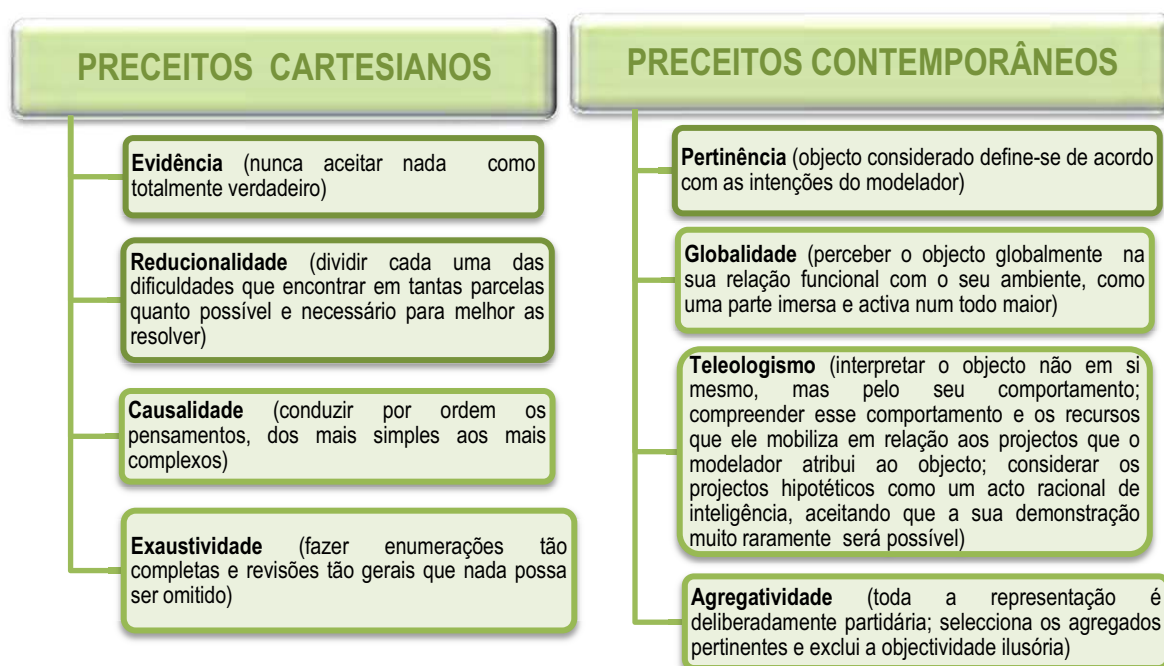 PRECEITOS CARTESIANOS
Evidência (nunca aceitar nada como
totalmente verdadeiro)
Reducionalidade (dividir cada uma das
dificuldades que encontrar em tantas parcelas
quanto possível e necessário para melhor as
resolver)
Causalidade (conduzir por ordem os
pensamentos, dos mais simples aos mais
complexos)
Exaustividade (fazer enumerações tão
completas e revisões tão gerais que nada possa
ser omitido)
PRECEITOS CONTEMPORÂNEOS
Pertinência (objecto considerado define-se de acordo
com as intenções do modelador)
Globalidade (perceber o objecto globalmente na
sua relação funcional com o seu ambiente, como
uma parte imersa e activa num todo maior)
Teleologismo (interpretar o objecto não em si
mesmo, mas pelo seu comportamento;
compreender esse comportamento e os recursos
que ele mobiliza em relação aos projectos que o
modelador atribui ao objecto; considerar os
projectos hipotéticos como um acto racional de
inteligência, aceitando que a sua demonstração
muito raramente será possível)
Agregatividade (toda a representação é
deliberadamente partidária; selecciona os agregados
pertinentes e exclui a objectividade ilusória)